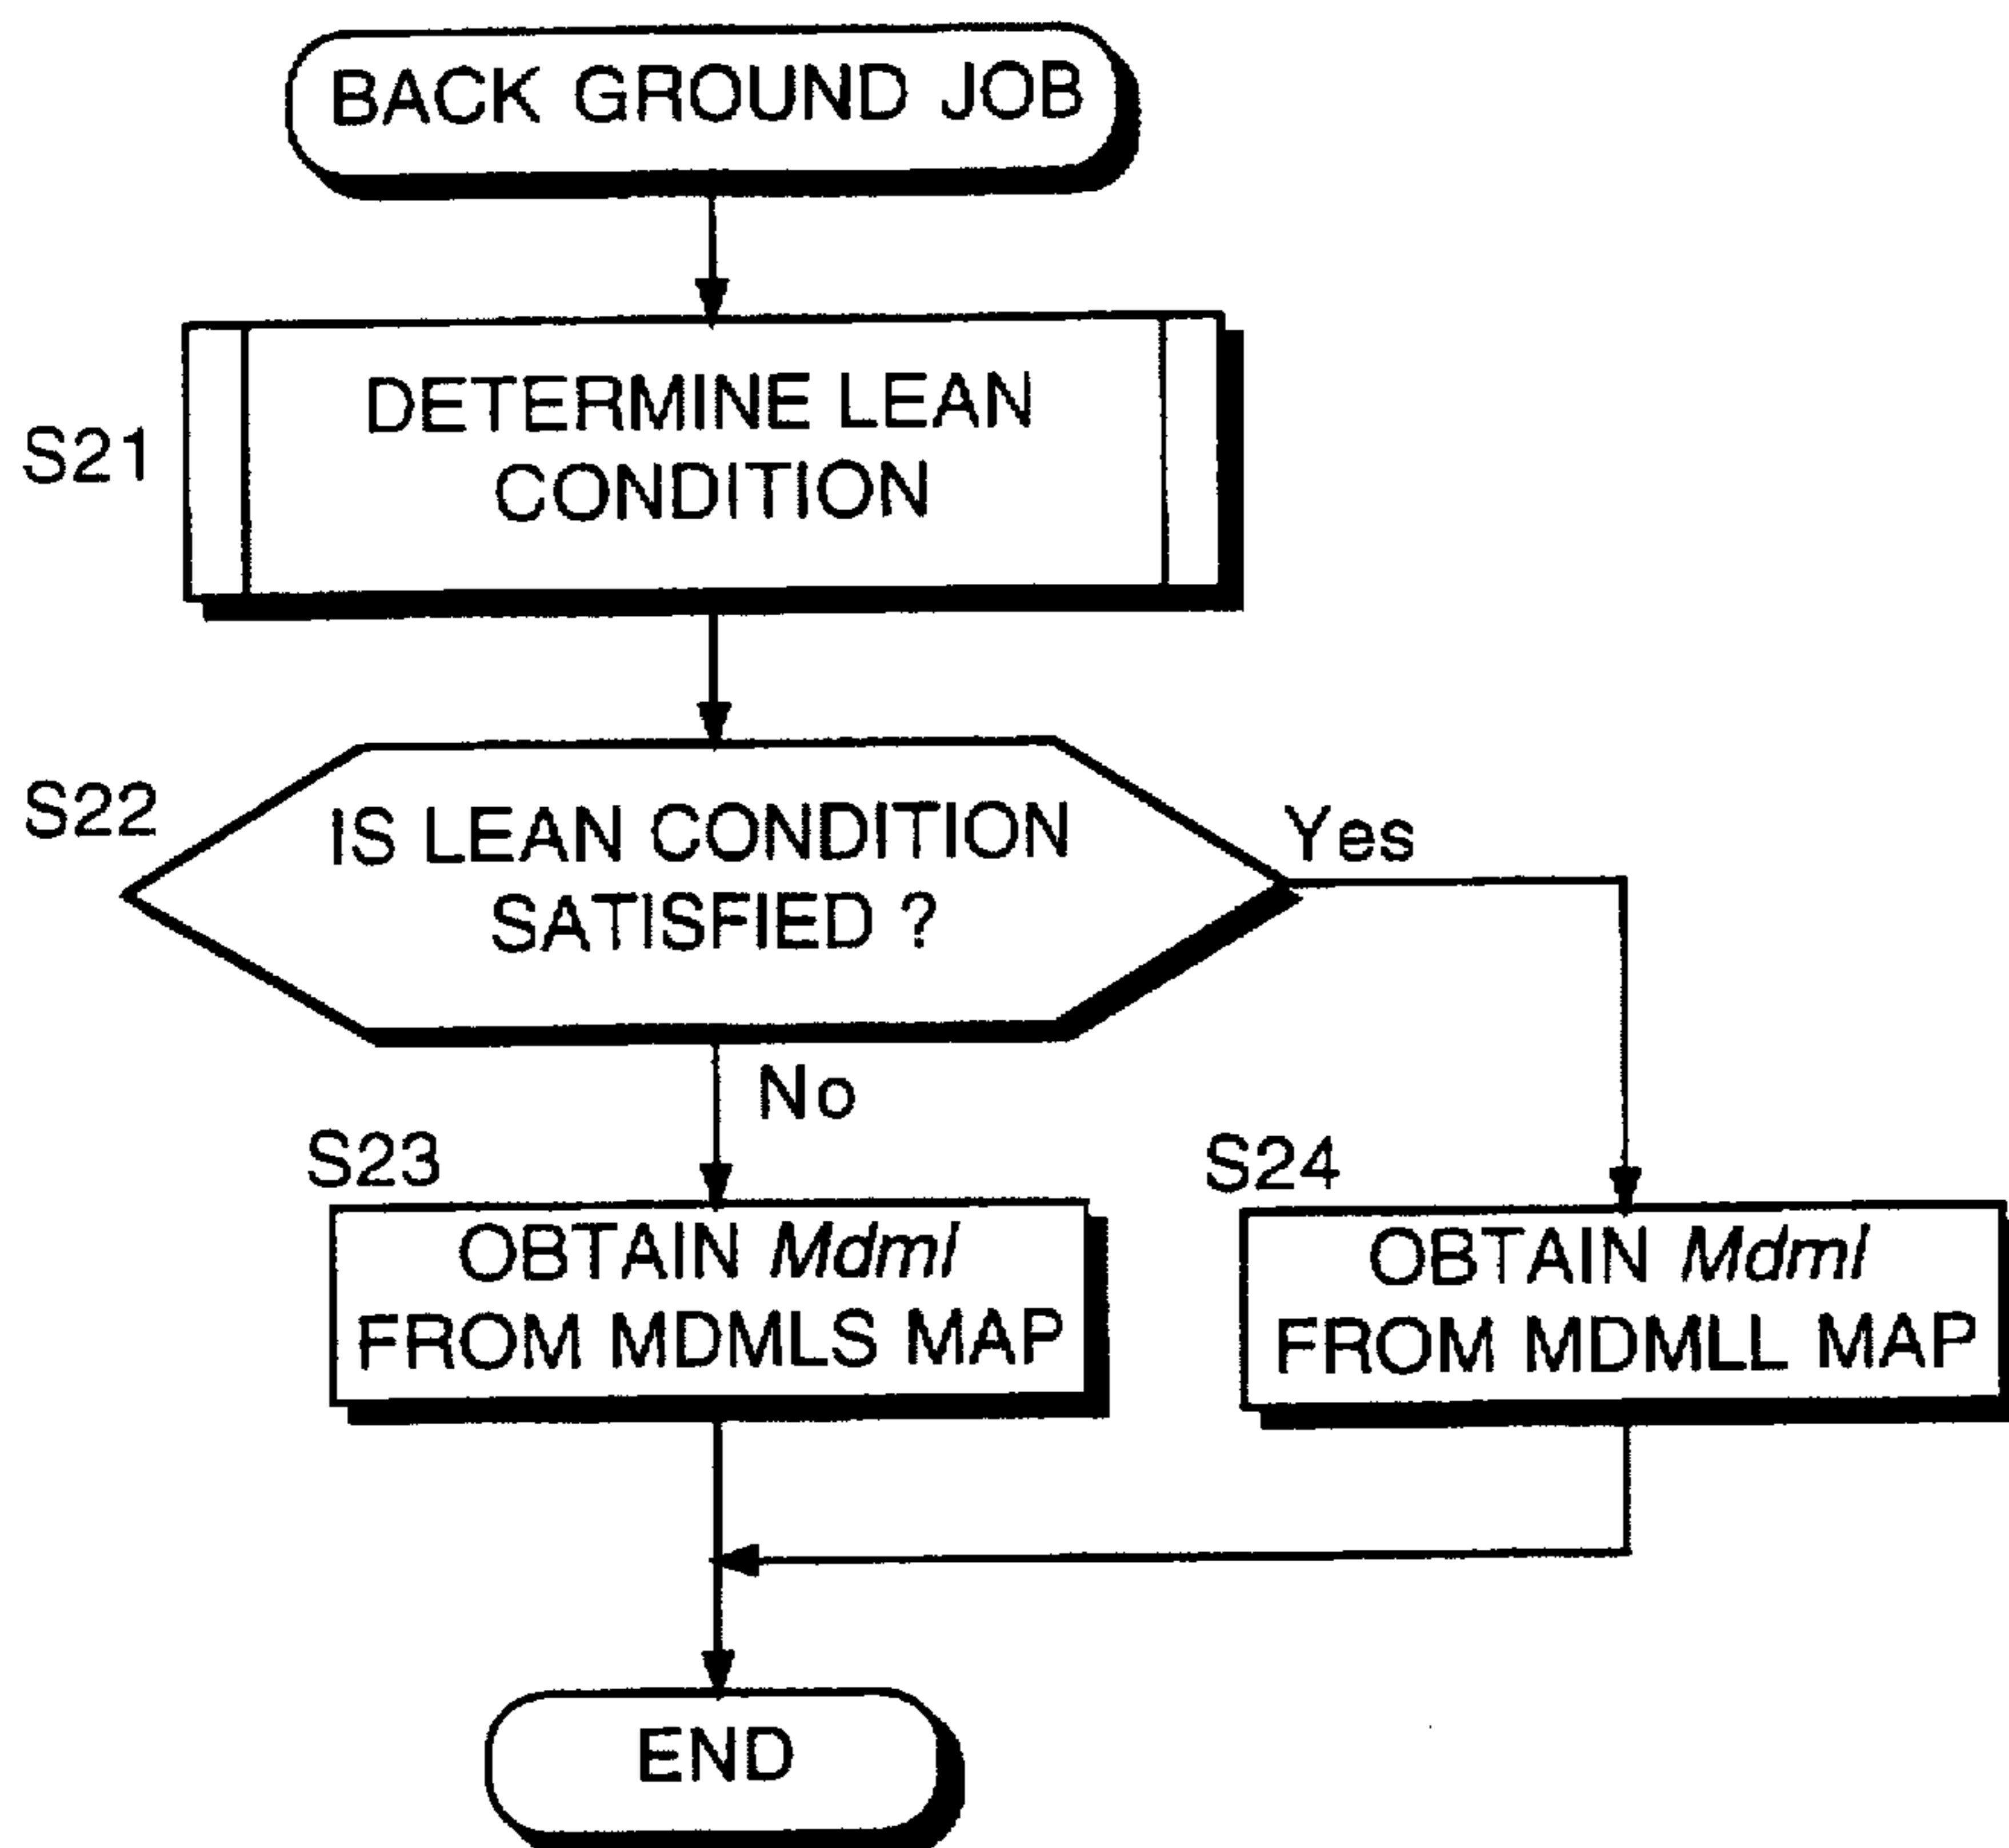 BACK GROUND JOB
S21
DETERMINE LEAN
CONDITION
S22
IS LEAN CONDITION
SATISFIED ?
Yes
No
S23
OBTAIN Mdml
FROM MDMLS MAP
S24
OBTAIN Mdml
FROM MDMLL MAP
END